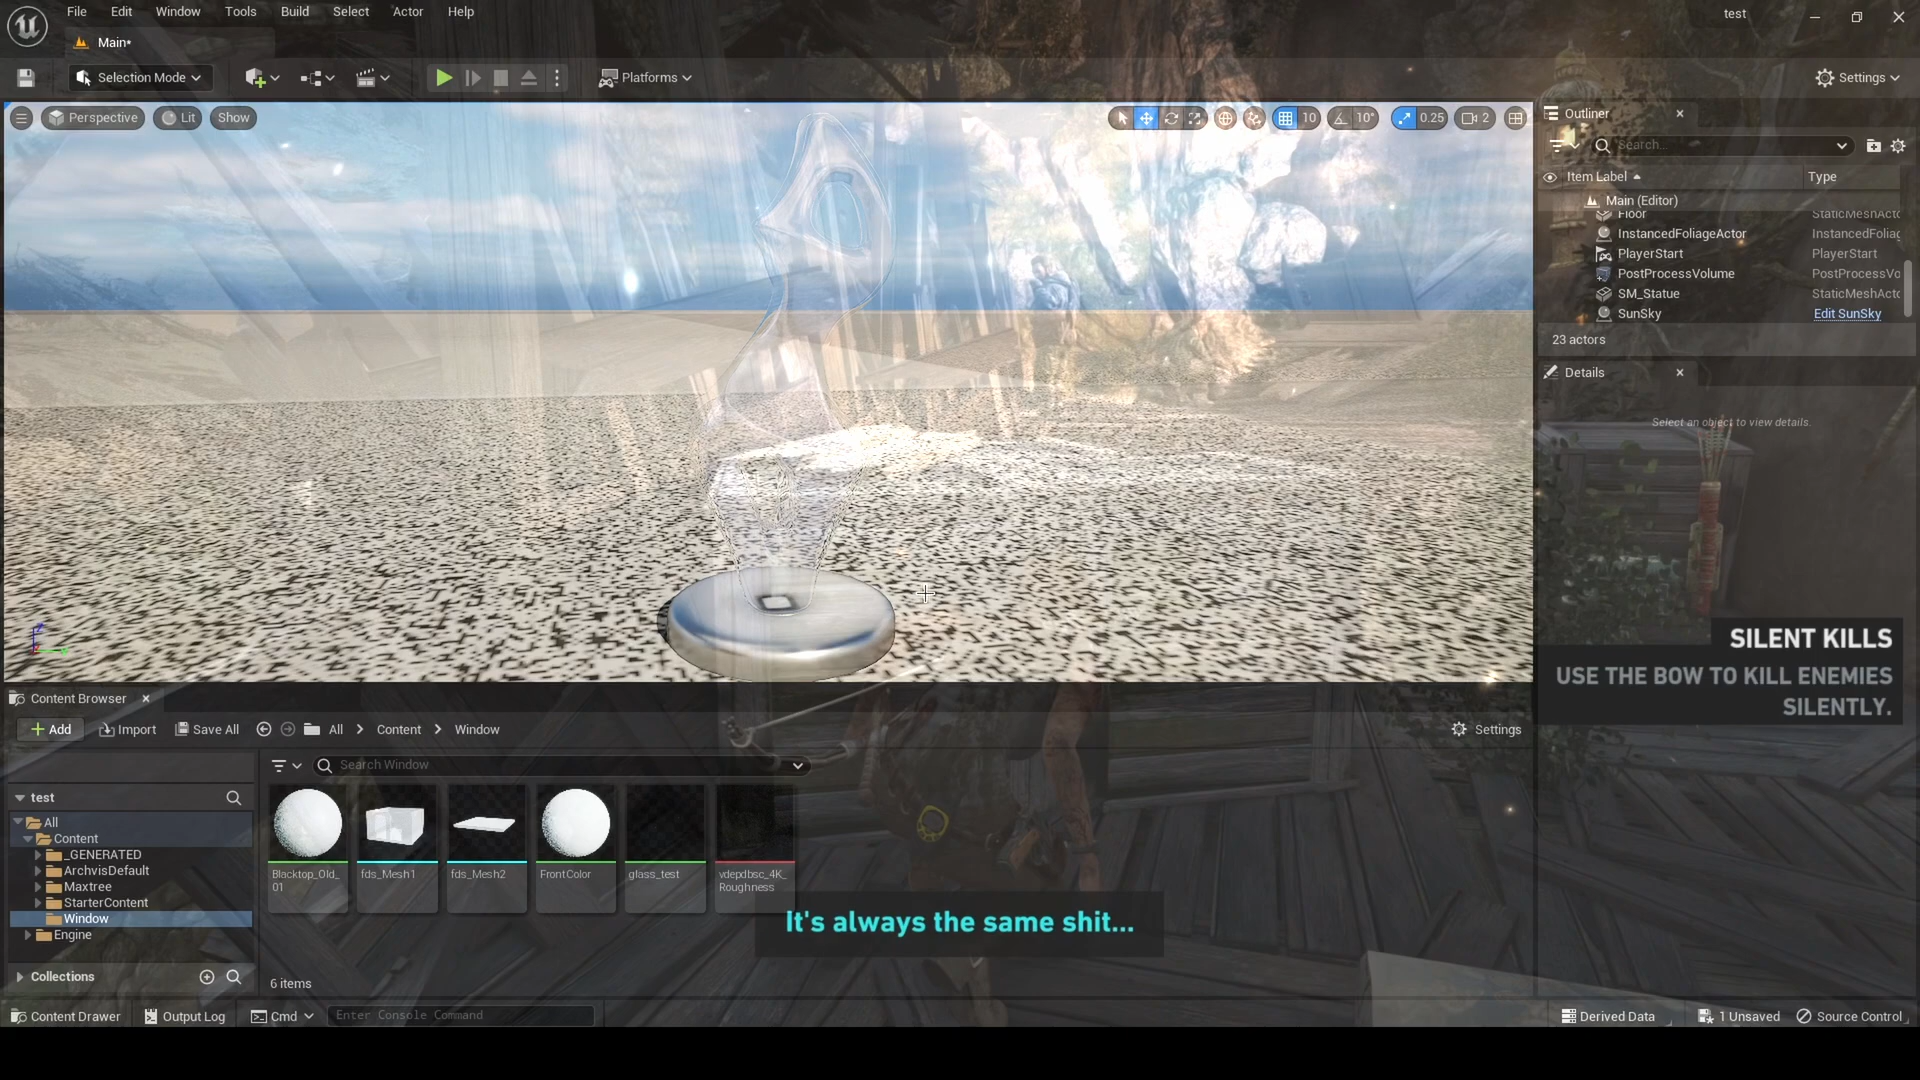 File Edit Window Tools Build Select Actor Help
test
Main*
Selection Mode
Platforms
Settings
Perspective
Lit
Show
10
10°
0.25
2
Outliner
Search...
Item Label
Type
Main (Editor)
Floor
StaticMeshActo
InstancedFoliageActor
InstancedFoliag
PlayerStart
PlayerStart
PostProcessVolume
PostProcessVo
SM_Statue
StaticMeshActo
SunSky
Edit SunSky
23 actors
Details
Select an object to view details.
SILENT KILLS
USE THE BOW TO KILL ENEMIES
SILENTLY.
Content Browser
Add
Import
Save All
All
Content
Window
Settings
Search Window
test
All
Content
_GENERATED
ArchvisDefault
Maxtree
StarterContent
Window
Engine
Collections
Blacktop_Old_
01
fds_Mesh1
fds_Mesh2
FrontColor
glass_test
vdepdbsc_4K_
Roughness
It's always the same shit...
6 items
Content Drawer
Output Log
Cmd
Enter Console Command
Derived Data
1 Unsaved
Source Control